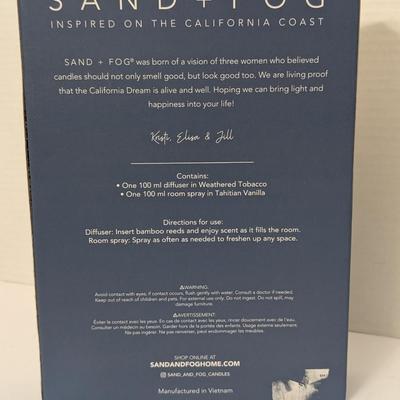 SAND + FOG
INSPIRED ON THE CALIFORNIA COAST
SAND + FOG® was born of a vision of three women who believed
candles should not only smell good, but look good too. We are living proof
that the California Dream is alive and well. Hoping we can bring light and
happiness into your life!
Kristi, Elisa & Jill
Contains:
• One 100 ml diffuser in Weathered Tobacco
• One 100 ml room spray in Tahitian Vanilla
Directions for use:
Diffuser: Insert bamboo reeds and enjoy scent as it fills the room.
Room spray: Spray as often as needed to freshen up any space.
⚠WARNING:
Avoid contact with eyes, if contact occurs, flush gently with water. Consult a doctor if needed.
Keep out of reach of children and pets. For external use only. Do not ingest. Do not spill, may
damage furniture.
⚠AVERTISSEMENT:
Éviter le contact avec les yeux. En cas de contact avec les yeux, rincer doucement avec de l'eau.
Consulter un médecin au besoin. Garder hors de la portée des enfants. Usage externe seulement.
Ne pas ingérer. Ne pas renverser, peut endommager les meubles.
SHOP ONLINE AT
SANDANDFOGHOME.COM
SAND_AND_FOG_CANDLES
Manufactured in Vietnam